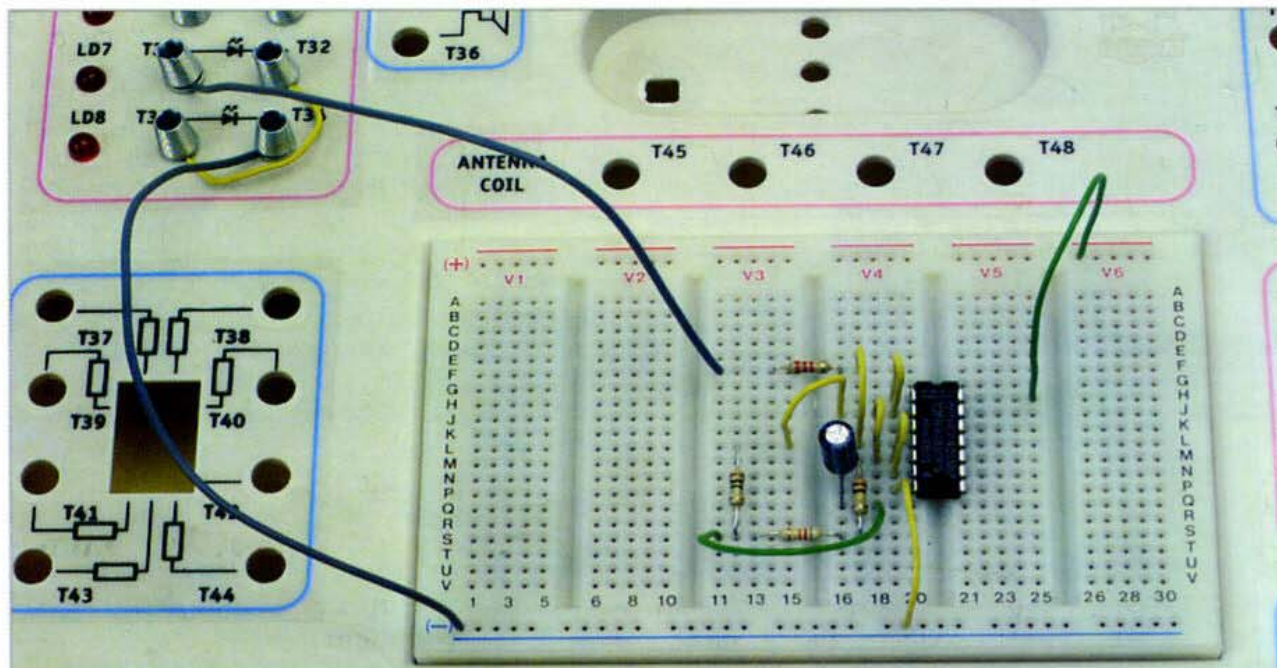 LD7
T32
LD8
T36
ANTENNA
COIL
T45
T46
T47
T48
T37
T38
T39
T40
T41
T43
T44
(+)
V1
V2
V3
V4
V5
V6
A
B
C
D
E
F
G
H
J
K
L
M
N
P
Q
R
S
T
U
V
A
B
C
D
E
F
G
H
J
K
L
M
N
P
Q
R
S
T
U
V
1 3 5 6 8 10 11 13 15 16 18 20 21 23 25 26 28 30
(-)